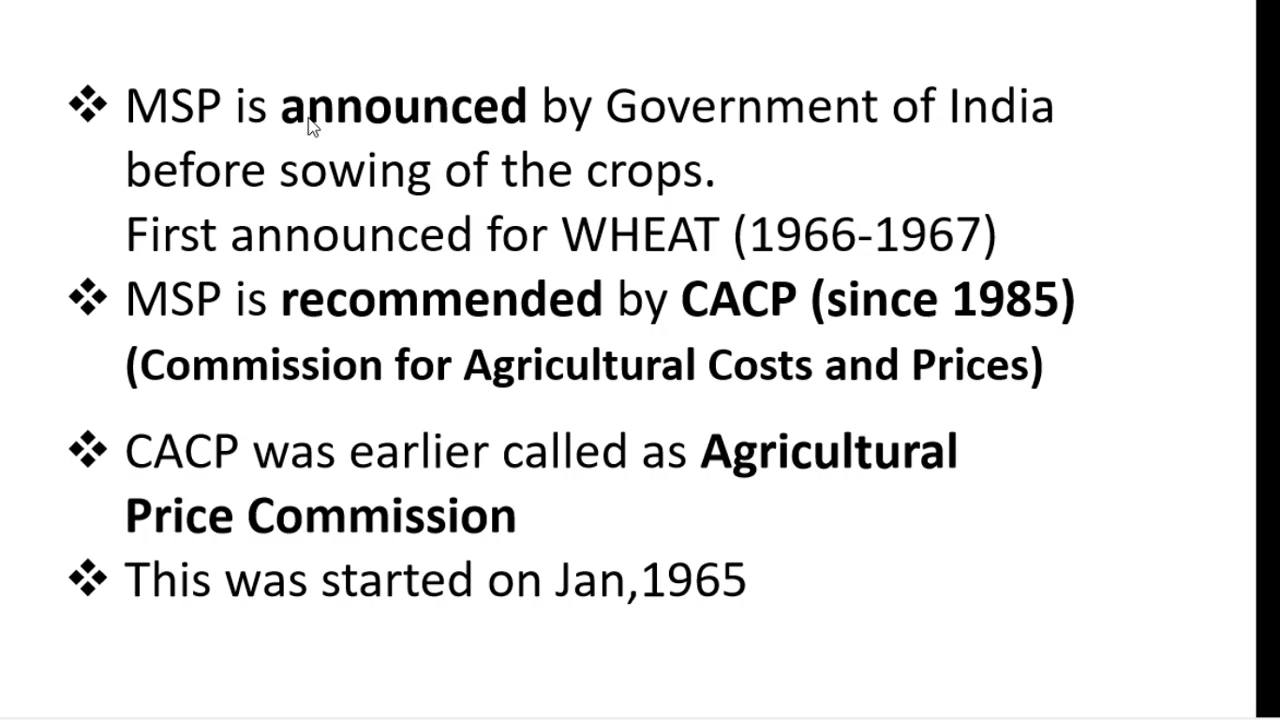 ❖ MSP is announced by Government of India
before sowing of the crops.
First announced for WHEAT (1966-1967)
❖ MSP is recommended by CACP (since 1985)
(Commission for Agricultural Costs and Prices)
❖ CACP was earlier called as Agricultural
Price Commission
❖ This was started on Jan,1965